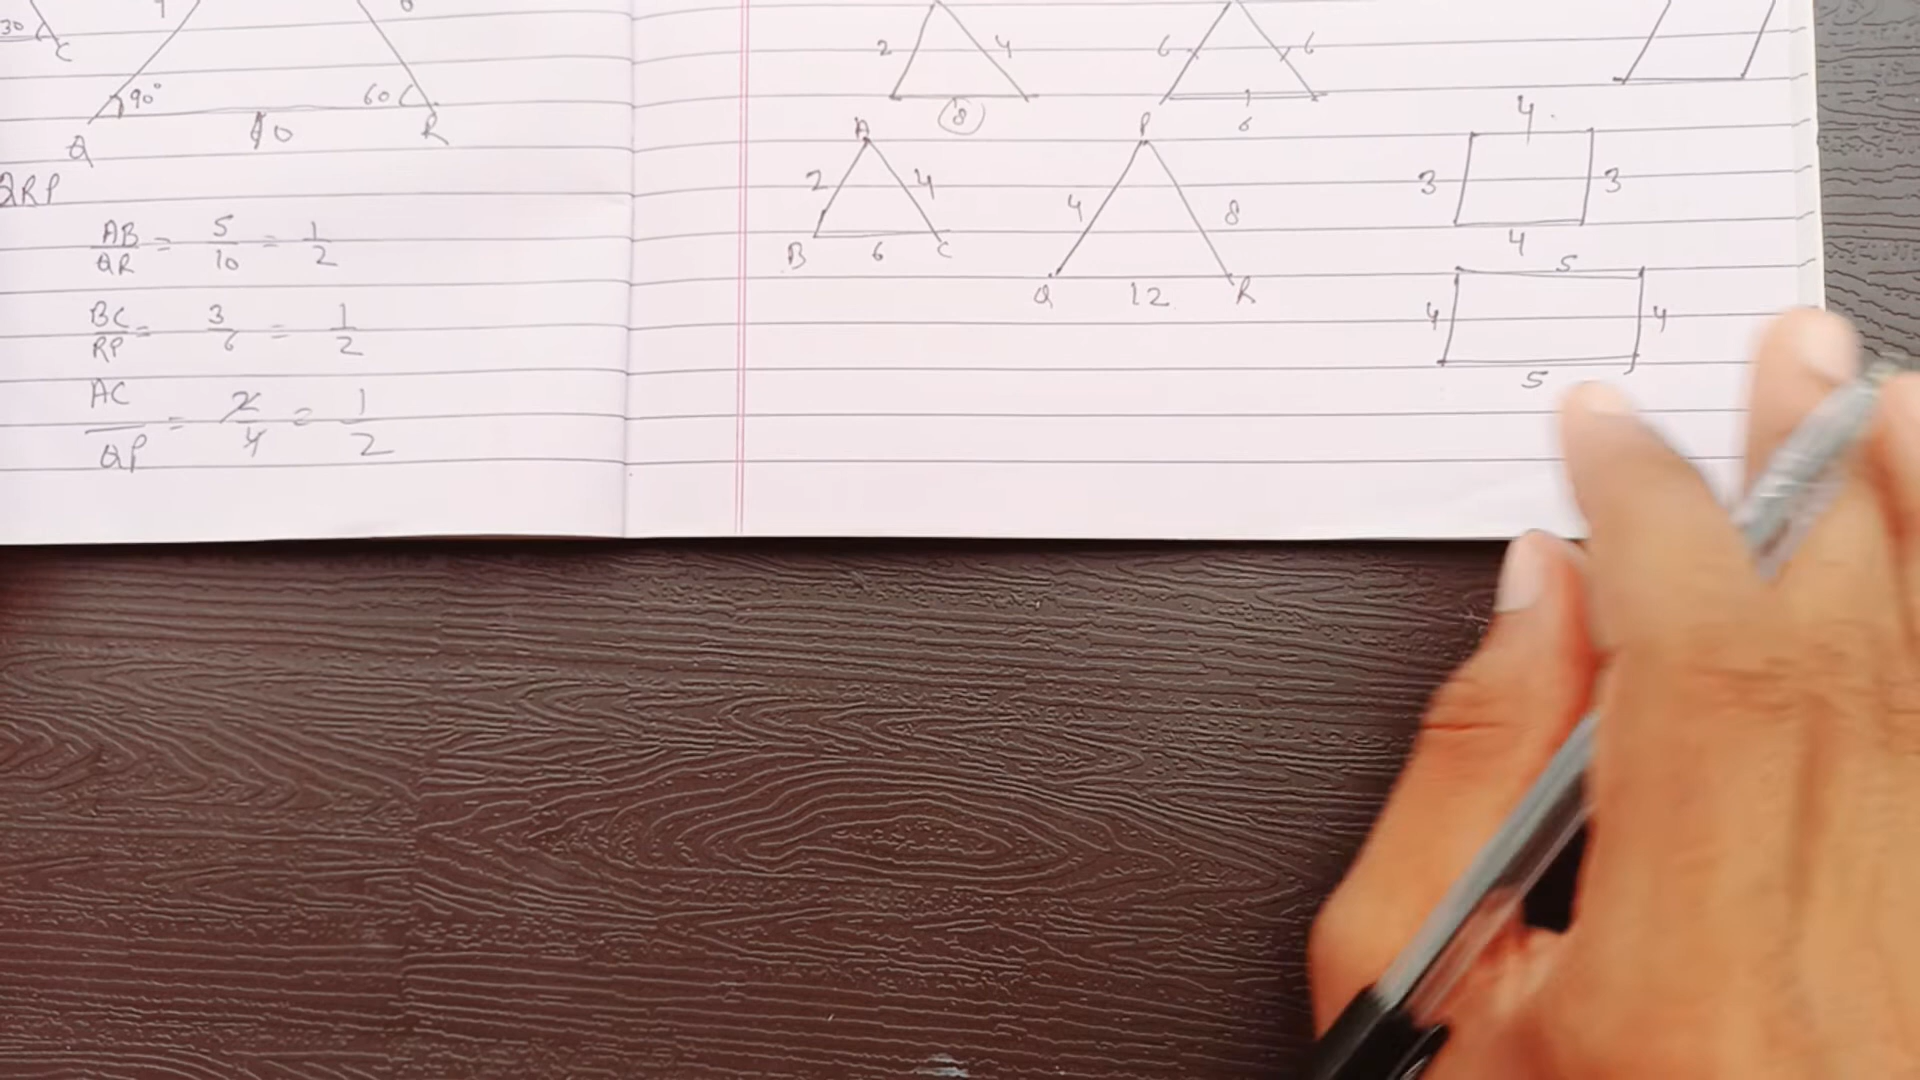 30 C
90°
60
Q
10
R
QRP
AB/QR = 5/10 = 1/2
BC/RP = 3/6 = 1/2
AC/QP = 2/4 = 1/2
2 4
8
6 6
6
A
2 4
B 6 C
P
4 8
Q 12 R
4
3 3
4
5
4 4
5